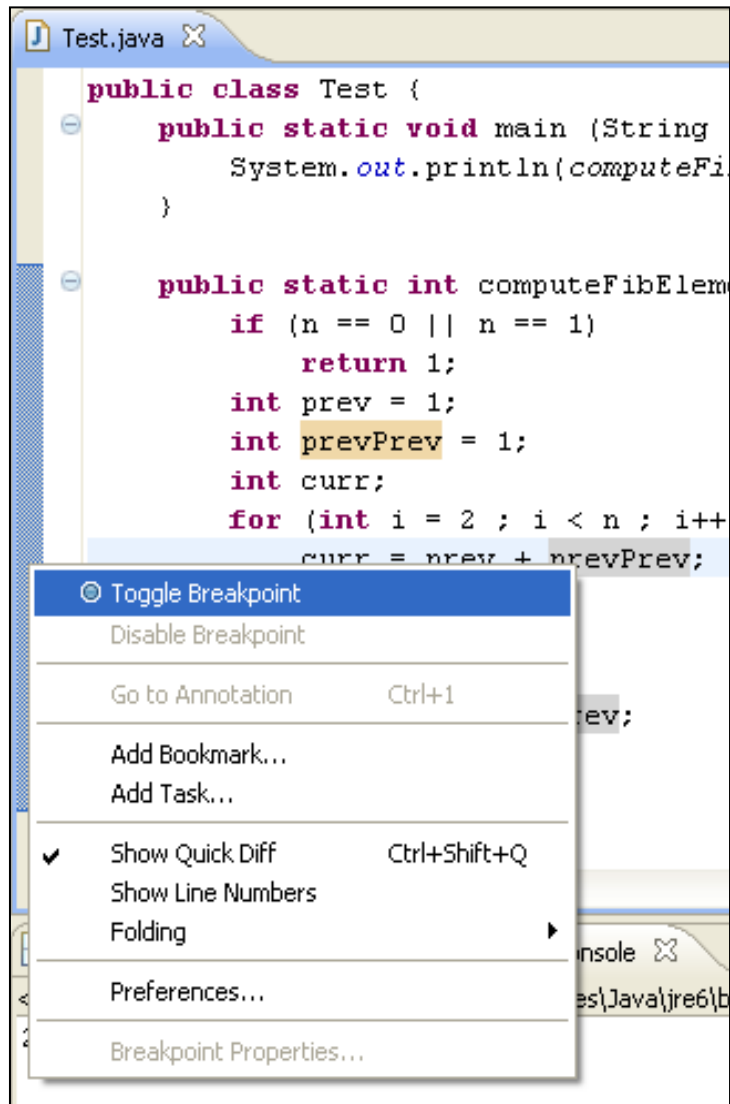 Test.java
public class Test {
public static void main (String
System.out.println(computeFi
}
public static int computeFibElem
if (n == 0 || n == 1)
return 1;
int prev = 1;
int prevPrev = 1;
int curr;
for (int i = 2 ; i < n ; i++
curr = prev + prevPrev;
Toggle Breakpoint
Disable Breakpoint
Go to Annotation Ctrl+1
ev;
Add Bookmark...
Add Task...
Show Quick Diff Ctrl+Shift+Q
Show Line Numbers
Folding
nsole
Preferences...
es\Java\jre6\b
Breakpoint Properties...